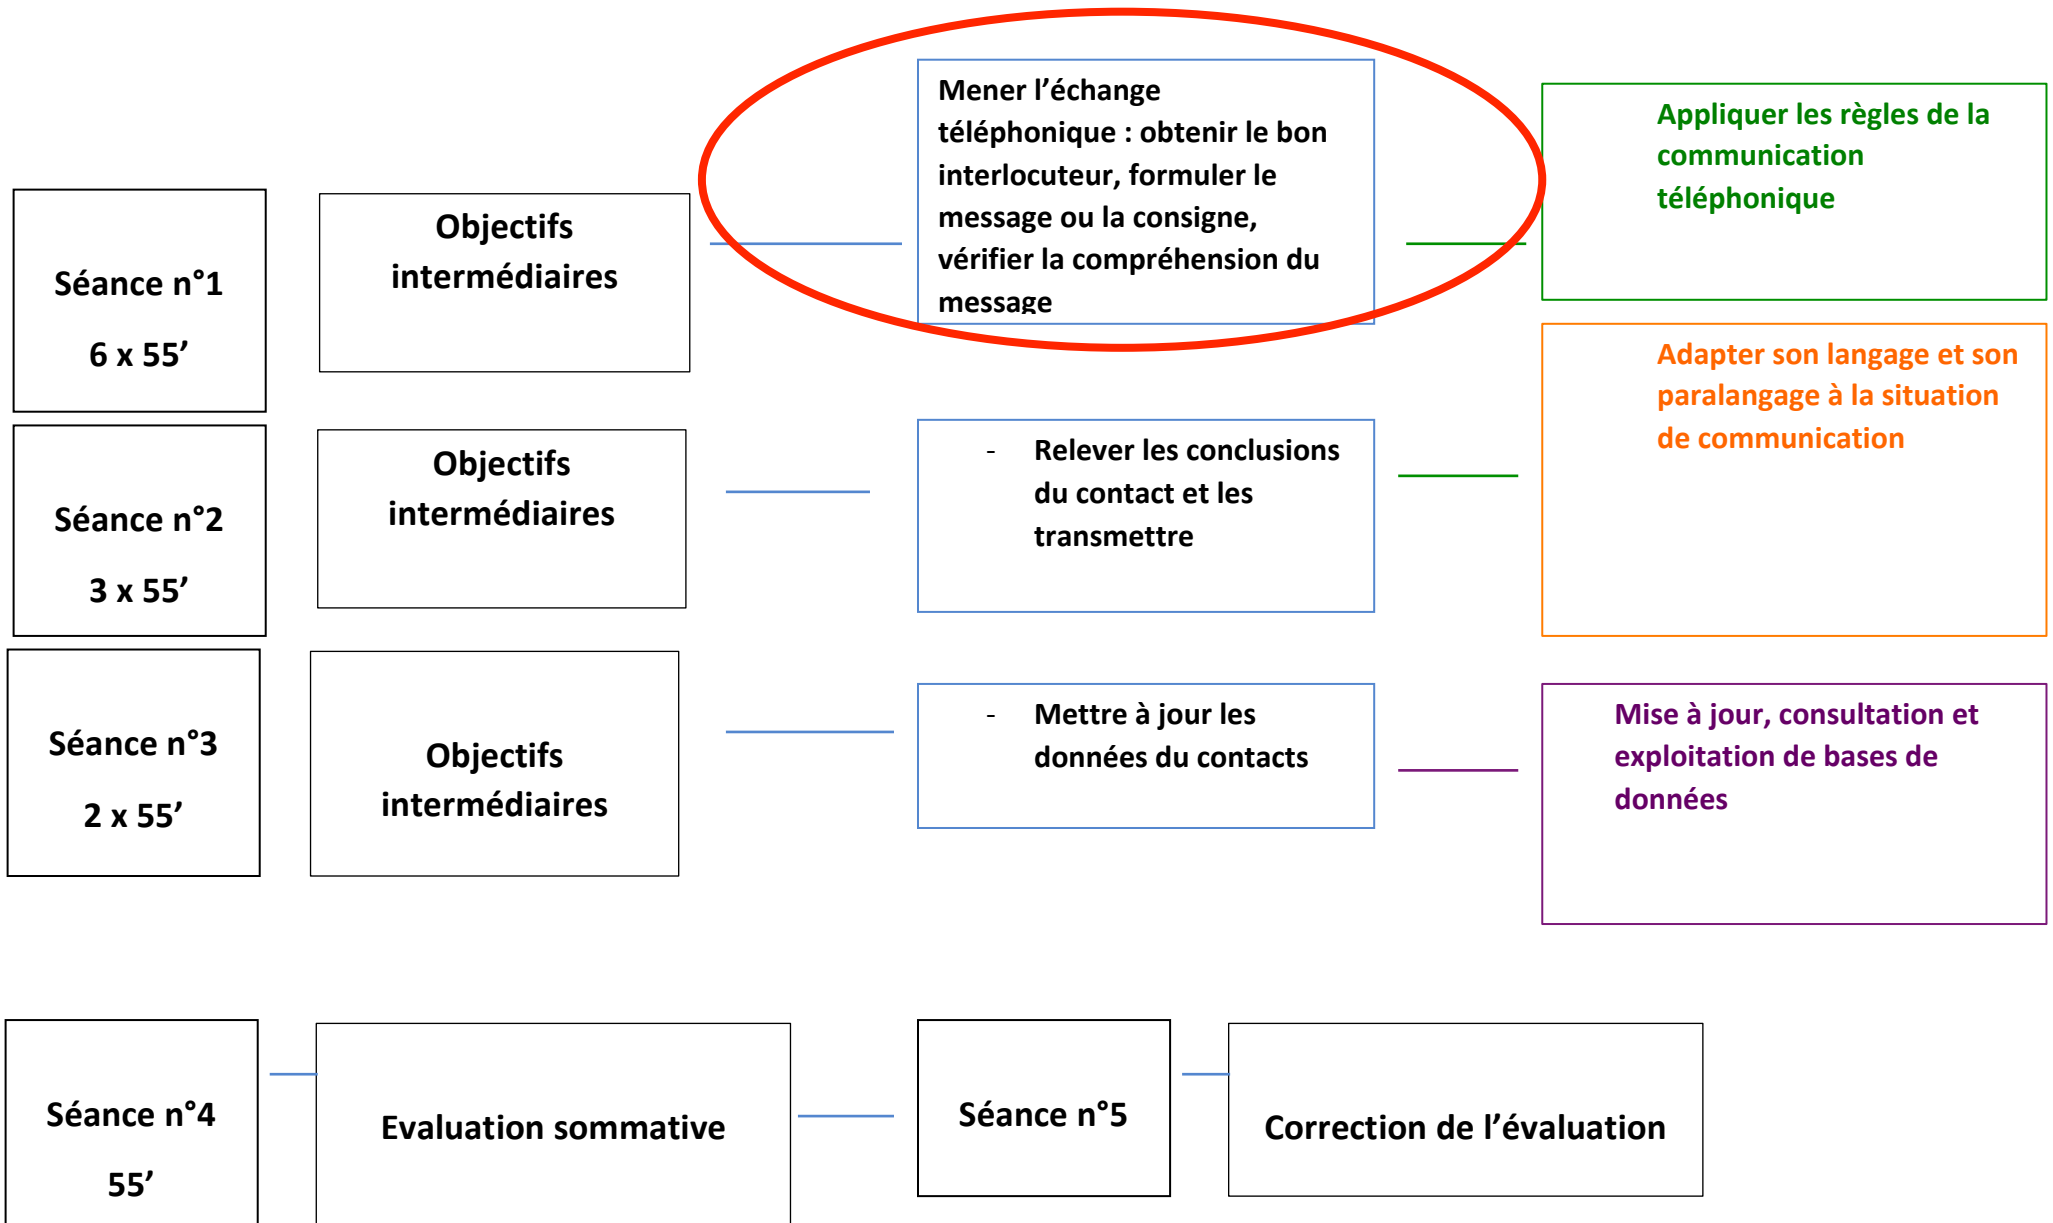 Séance n°1
6 x 55’
Objectifs
intermédiaires
Mener l’échange
téléphonique : obtenir le bon
interlocuteur, formuler le
message ou la consigne,
vérifier la compréhension du
message
Appliquer les règles de la
communication
téléphonique
Séance n°2
3 x 55’
Objectifs
intermédiaires
- Relever les conclusions
du contact et les
transmettre
Adapter son langage et son
paralangage à la situation
de communication
Séance n°3
2 x 55’
Objectifs
intermédiaires
- Mettre à jour les
données du contacts
Mise à jour, consultation et
exploitation de bases de
données
Séance n°4
55’
Evaluation sommative
Séance n°5
Correction de l’évaluation